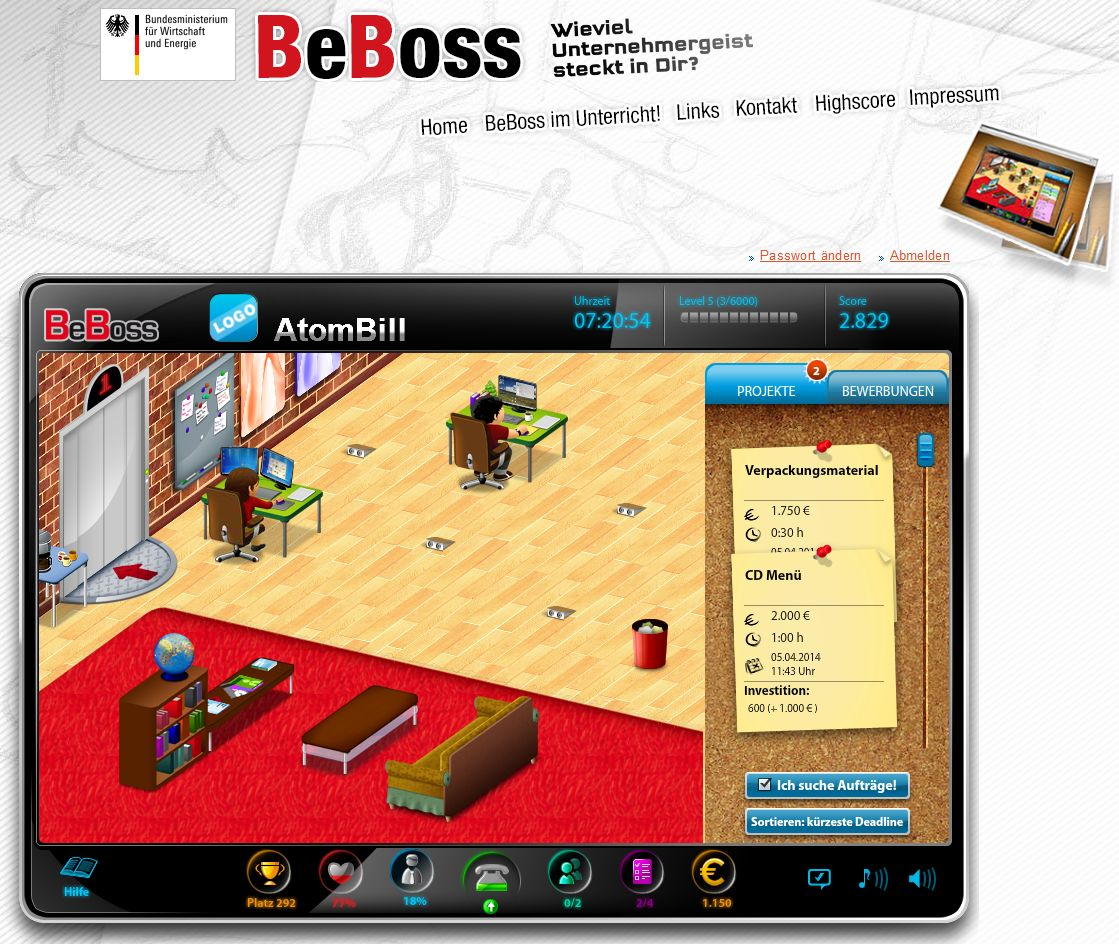 Bundesministerium
für Wirtschaft
und Energie
BeBoss
Wieviel
Unternehmergeist
steckt in Dir?
Home BeBoss im Unterricht! Links Kontakt Highscore Impressum
Passwort ändern Abmelden
BeBoss
LOGO
AtomBill
Uhrzeit
07:20:54
Level 5 (3/6000)
Score
2.829
1
PROJEKTE
2
BEWERBUNGEN
Verpackungsmaterial
1.750 €
0:30 h
CD Menü
2.000 €
1:00 h
05.04.2014
11:43 Uhr
Investition:
600 (+ 1.000 €)
Ich suche Aufträge!
Sortieren: kürzeste Deadline
Hilfe
Platz 292
18%
0/2
2/4
1.150